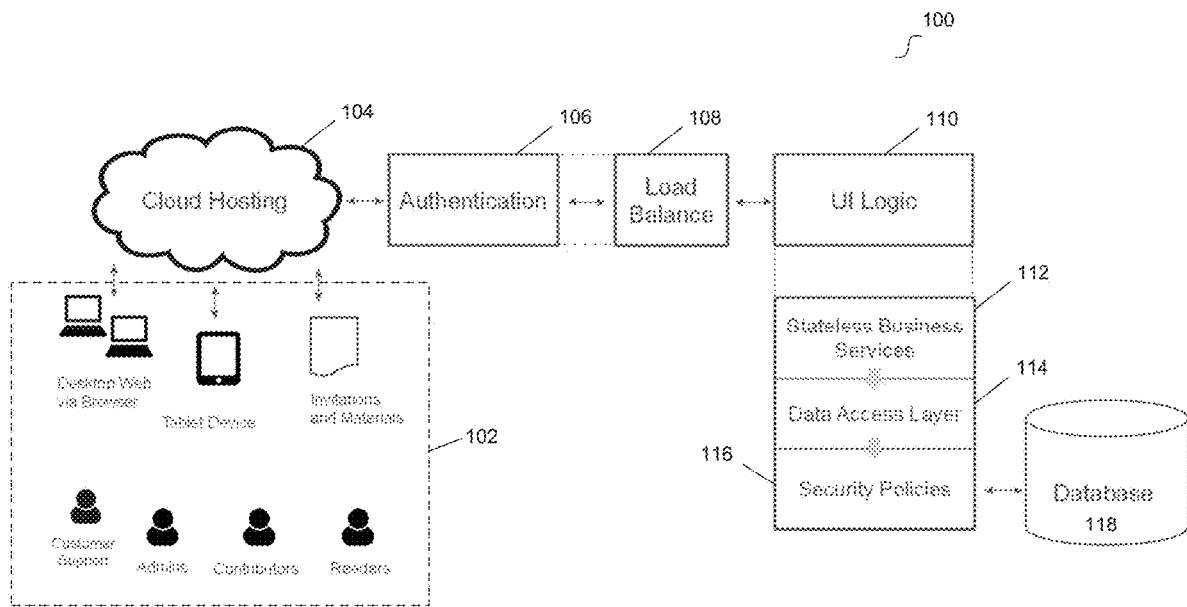 100
104
106
108
110
Cloud Hosting
Authentication
Load
Balance
UI Logic
112
Stateless Business
Services
114
Data Access Layer
116
Security Policies
Database
118
Desktop Web
via Browser
Tablet Device
Invitations
and Materials
102
Customer
Support
Admins
Contributors
Readers